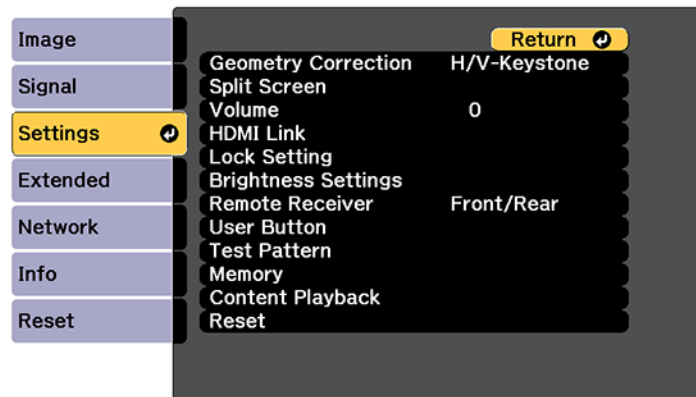 Image
Signal
Settings
Extended
Network
Info
Reset
Return
Geometry Correction H/V-Keystone
Split Screen
Volume 0
HDMI Link
Lock Setting
Brightness Settings
Remote Receiver Front/Rear
User Button
Test Pattern
Memory
Content Playback
Reset